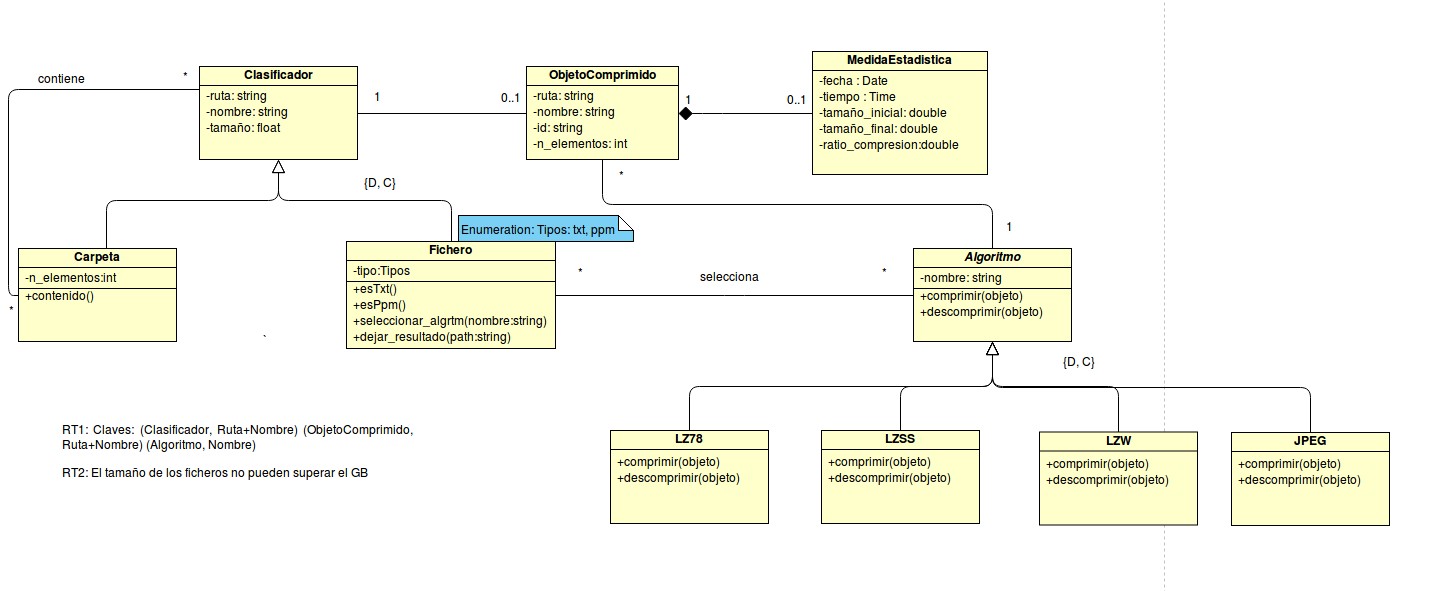 contiene
*
Clasificador
-ruta: string
-nombre: string
-tamaño: float
1
0..1
ObjetoComprimido
-ruta: string
-nombre: string
-id: string
-n_elementos: int
1
0..1
MedidaEstadistica
-fecha : Date
-tiempo : Time
-tamaño_inicial: double
-tamaño_final: double
-ratio_compresion:double
{D, C}
*
1
Enumeration: Tipos: txt, ppm
Carpeta
-n_elementos:int
+contenido()
*
Fichero
-tipo:Tipos
+esTxt()
+esPpm()
+seleccionar_algrtm(nombre:string)
+dejar_resultado(path:string)
*
selecciona
*
Algoritmo
-nombre: string
+comprimir(objeto)
+descomprimir(objeto)
`
{D, C}
RT1: Claves: (Clasificador, Ruta+Nombre) (ObjetoComprimido,
Ruta+Nombre) (Algoritmo, Nombre)
RT2: El tamaño de los ficheros no pueden superar el GB
LZ78
+comprimir(objeto)
+descomprimir(objeto)
LZSS
+comprimir(objeto)
+descomprimir(objeto)
LZW
+comprimir(objeto)
+descomprimir(objeto)
JPEG
+comprimir(objeto)
+descomprimir(objeto)